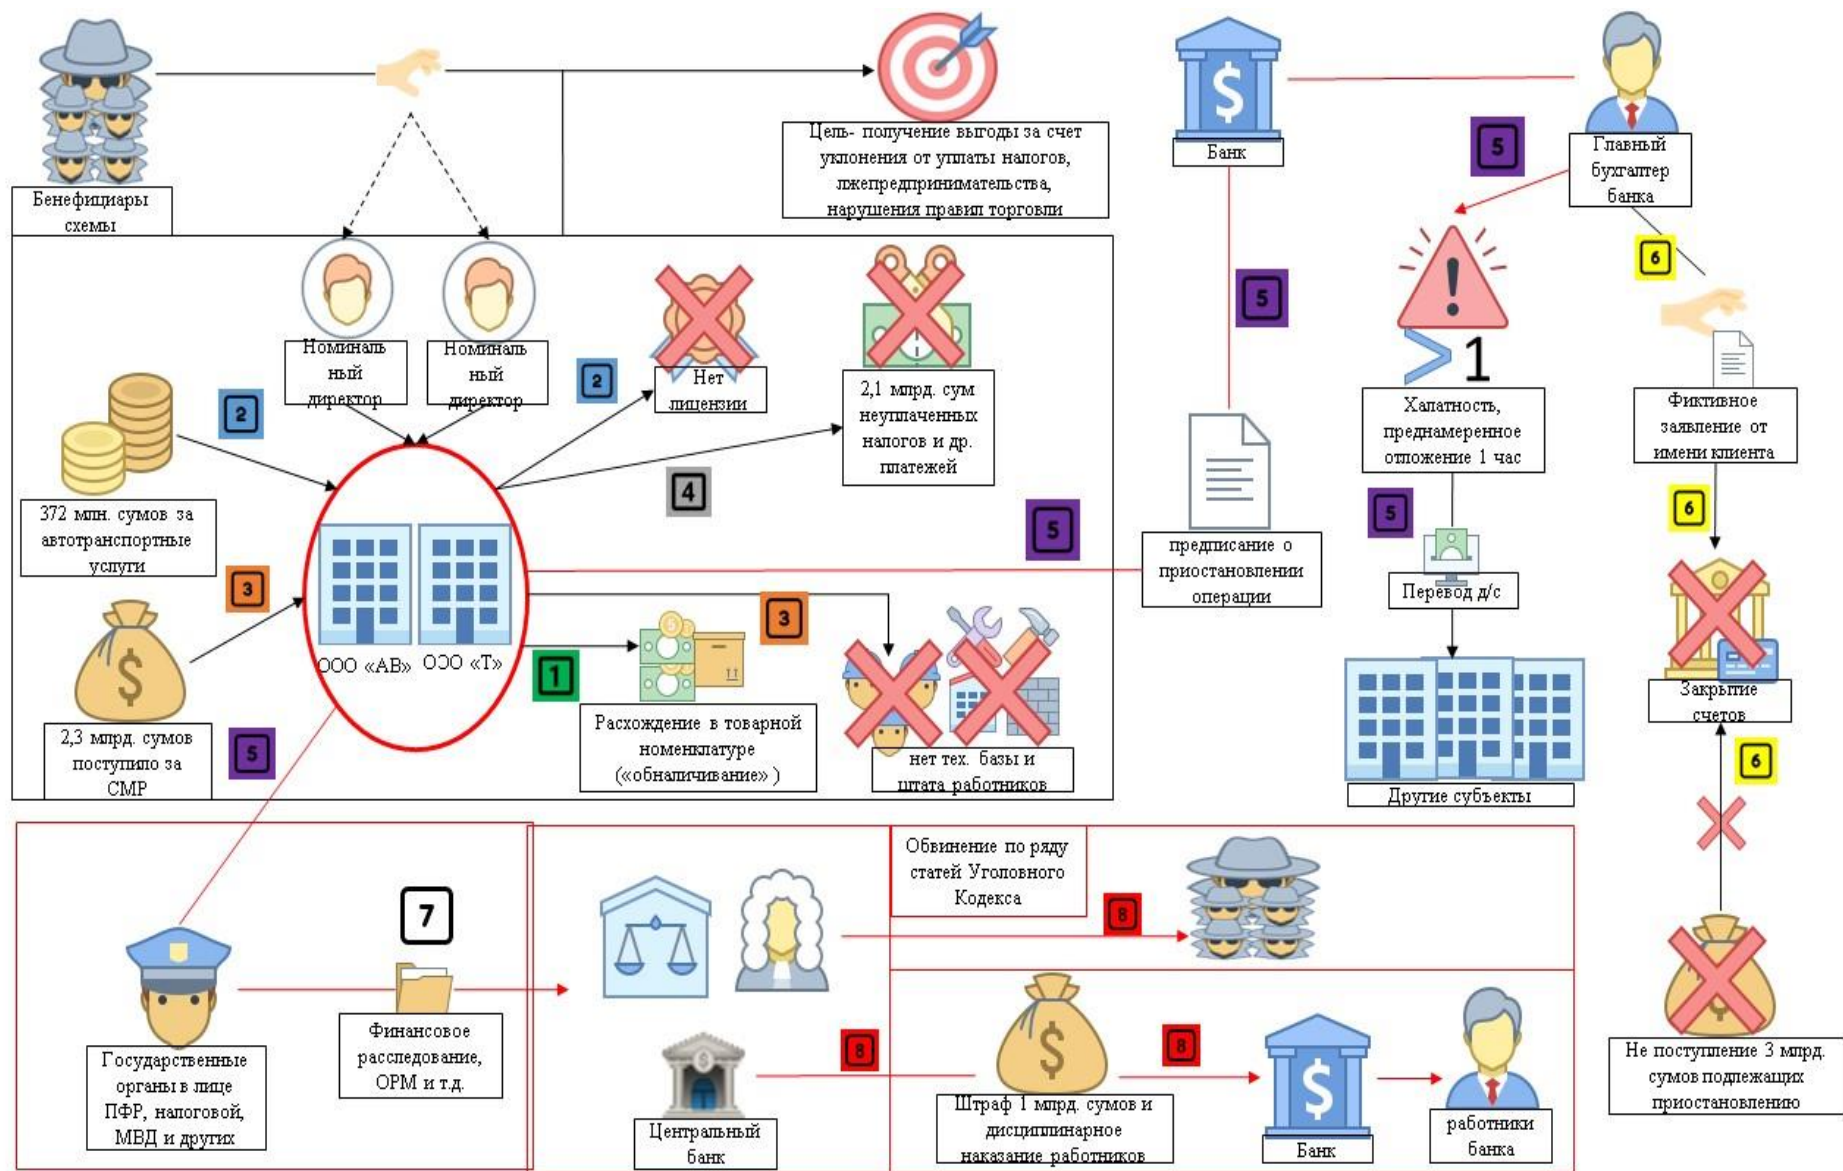 Бенефициары
схемы
Цель- получение выгоды за счет
уклонения от уплаты налогов,
лжепредпринимательства,
нарушения правил торговли
Банк
Главный
бухгалтер
банка
5
6
5
Номиналь
ный
директор
Номиналь
ный
директор
2
2
Нет
лицензии
2,1 млрд. сум
неуплаченных
налогов и др.
платежей
4
> 1
Халатность,
преднамеренное
отложение 1 час
Фиктивное
заявление от
имени клиента
372 млн. сумов за
автотранспортные
услуги
3
5
предписание о
приостановлении
операции
5
6
Перевод д/с
ООО «АВ»
ООО «Т»
1
3
2,3 млрд. сумов
поступило за
СМР
5
Расхождение в товарной
номенклатуре
(«обналичивание» )
нет тех. базы и
штата работников
Другие субъекты
Закрытие
счетов
6
Обвинение по ряду
статей Уголовного
Кодекса
7
8
Государственные
органы в лице
ПФР, налоговой,
МВД и других
Финансовое
расследование,
ОРМ и т.д.
Центральный
банк
8
8
Штраф 1 млрд. сумов и
дисциплинарное
наказание работников
Банк
работники
банка
Не поступление 3 млрд.
сумов подлежащих
приостановлению